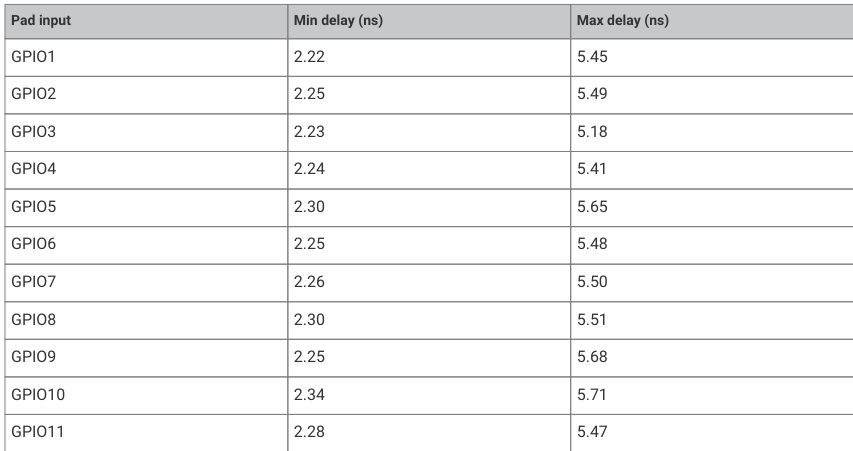 Pad input Min delay (ns) Max delay (ns)
GPIO1 2.22 5.45
GPIO2 2.25 5.49
GPIO3 2.23 5.18
GPIO4 2.24 5.41
GPIO5 2.30 5.65
GPIO6 2.25 5.48
GPIO7 2.26 5.50
GPIO8 2.30 5.51
GPIO9 2.25 5.68
GPIO10 2.34 5.71
GPIO11 2.28 5.47